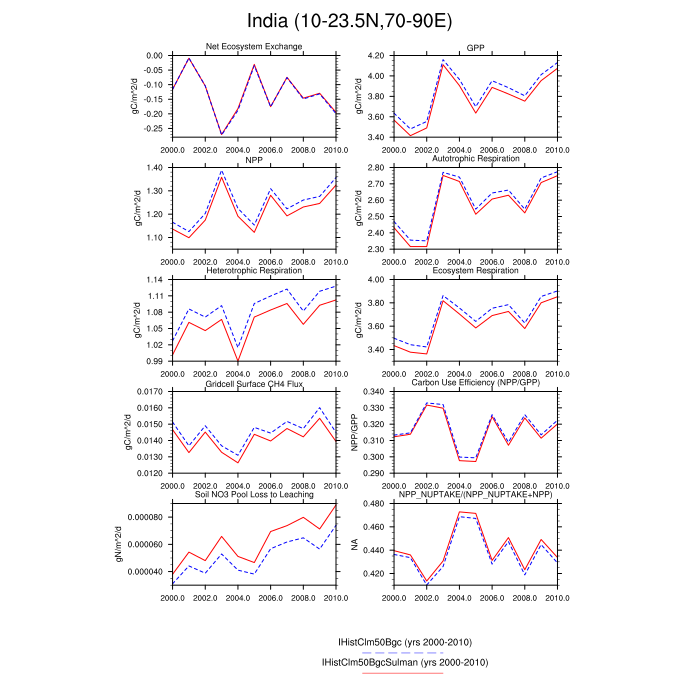 India (10-23.5N,70-90E)
Net Ecosystem Exchange
gC/m^2/d
0.00
-0.05
-0.10
-0.15
-0.20
-0.25
2000.0 2002.0 2004.0 2006.0 2008.0 2010.0
GPP
gC/m^2/d
4.20
4.00
3.80
3.60
3.40
2000.0 2002.0 2004.0 2006.0 2008.0 2010.0
NPP
gC/m^2/d
1.40
1.30
1.20
1.10
2000.0 2002.0 2004.0 2006.0 2008.0 2010.0
Autotrophic Respiration
gC/m^2/d
2.80
2.70
2.60
2.50
2.40
2.30
2000.0 2002.0 2004.0 2006.0 2008.0 2010.0
Heterotrophic Respiration
gC/m^2/d
1.14
1.11
1.08
1.05
1.02
0.99
2000.0 2002.0 2004.0 2006.0 2008.0 2010.0
Ecosystem Respiration
gC/m^2/d
4.00
3.80
3.60
3.40
2000.0 2002.0 2004.0 2006.0 2008.0 2010.0
Gridcell Surface CH4 Flux
gC/m^2/d
0.0170
0.0160
0.0150
0.0140
0.0130
0.0120
2000.0 2002.0 2004.0 2006.0 2008.0 2010.0
Carbon Use Efficiency (NPP/GPP)
NPP/GPP
0.340
0.330
0.320
0.310
0.300
0.290
2000.0 2002.0 2004.0 2006.0 2008.0 2010.0
Soil NO3 Pool Loss to Leaching
gN/m^2/d
0.000080
0.000060
0.000040
2000.0 2002.0 2004.0 2006.0 2008.0 2010.0
NPP_NUPTAKE/(NPP_NUPTAKE+NPP)
NA
0.480
0.460
0.440
0.420
2000.0 2002.0 2004.0 2006.0 2008.0 2010.0
IHistClm50Bgc (yrs 2000-2010)
IHistClm50BgcSulman (yrs 2000-2010)